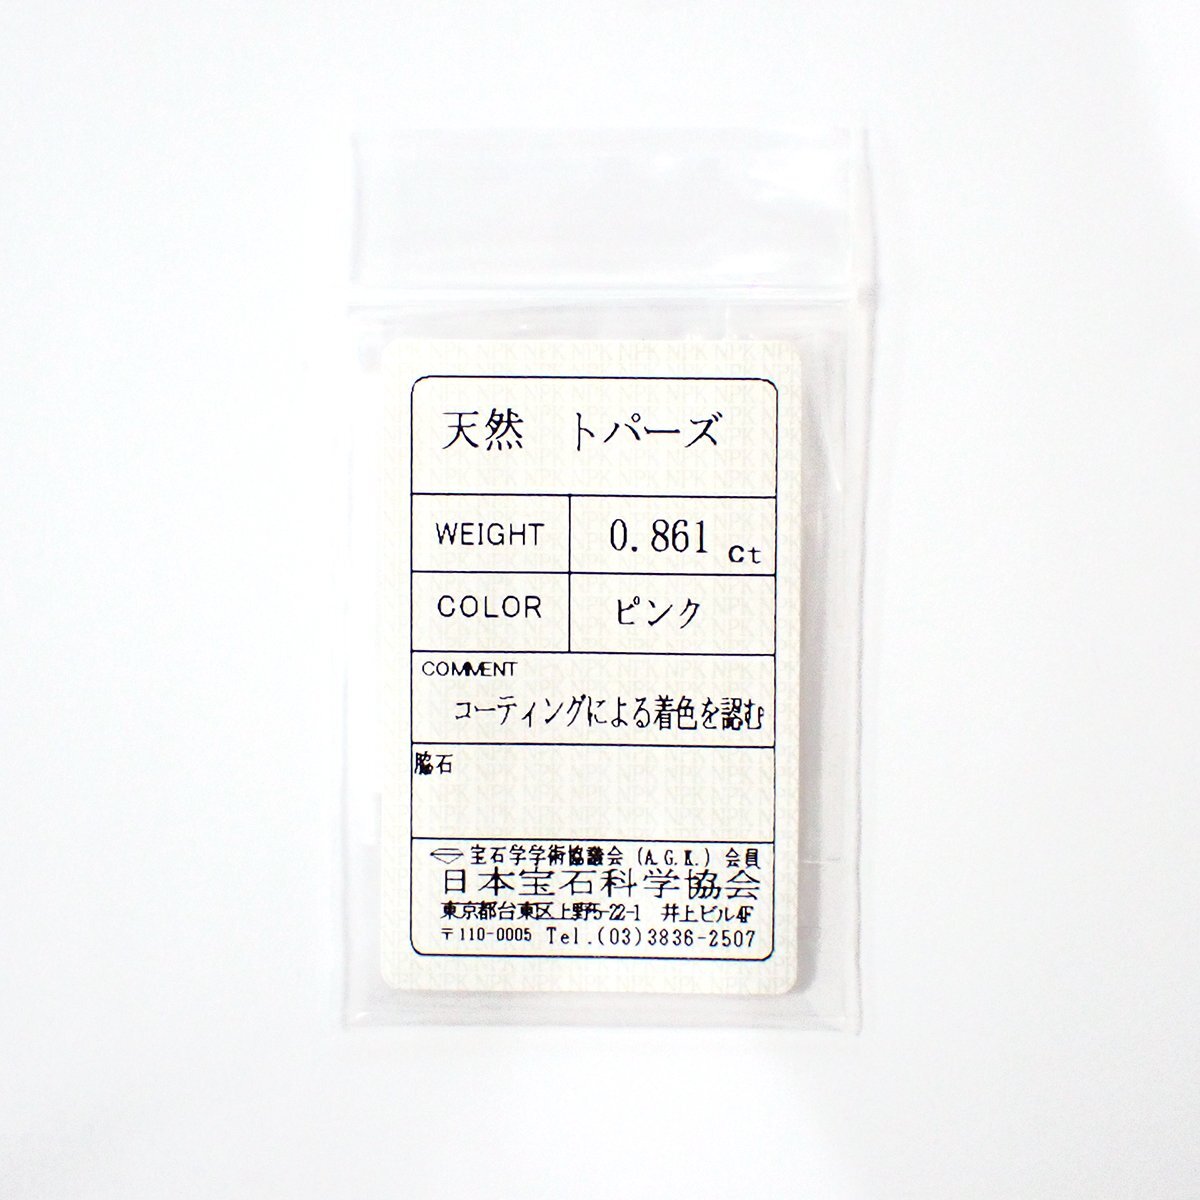 天然 トパーズ
WEIGHT 0.861 ct
COLOR ピンク
COMMENT
コーティングによる着色を認む
脇石
宝石学学術協議会 (A.G.K.) 会員
日本宝石科学協会
東京都台東区上野5-22-1 井上ビル4F
〒110-0005 Tel.(03)3836-2507